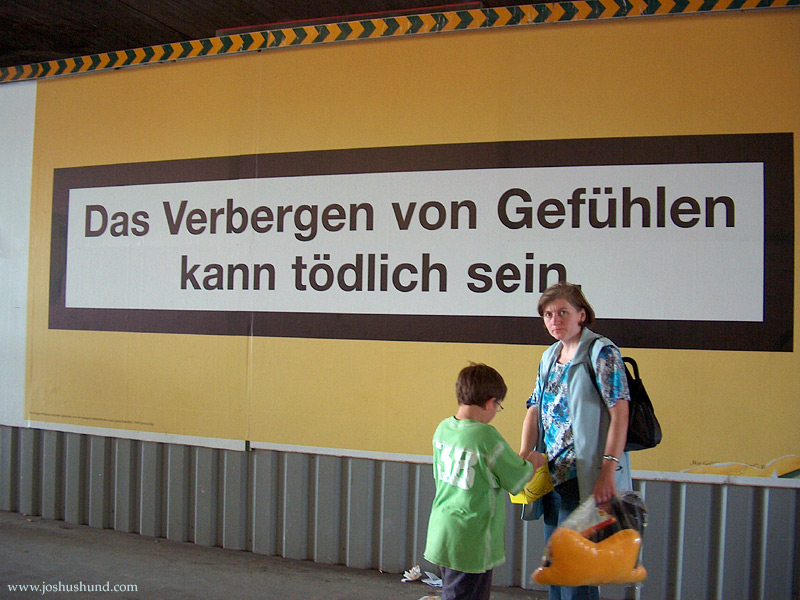 Das Verbergen von Gefühlen
kann tödlich sein.
www.joshushund.com